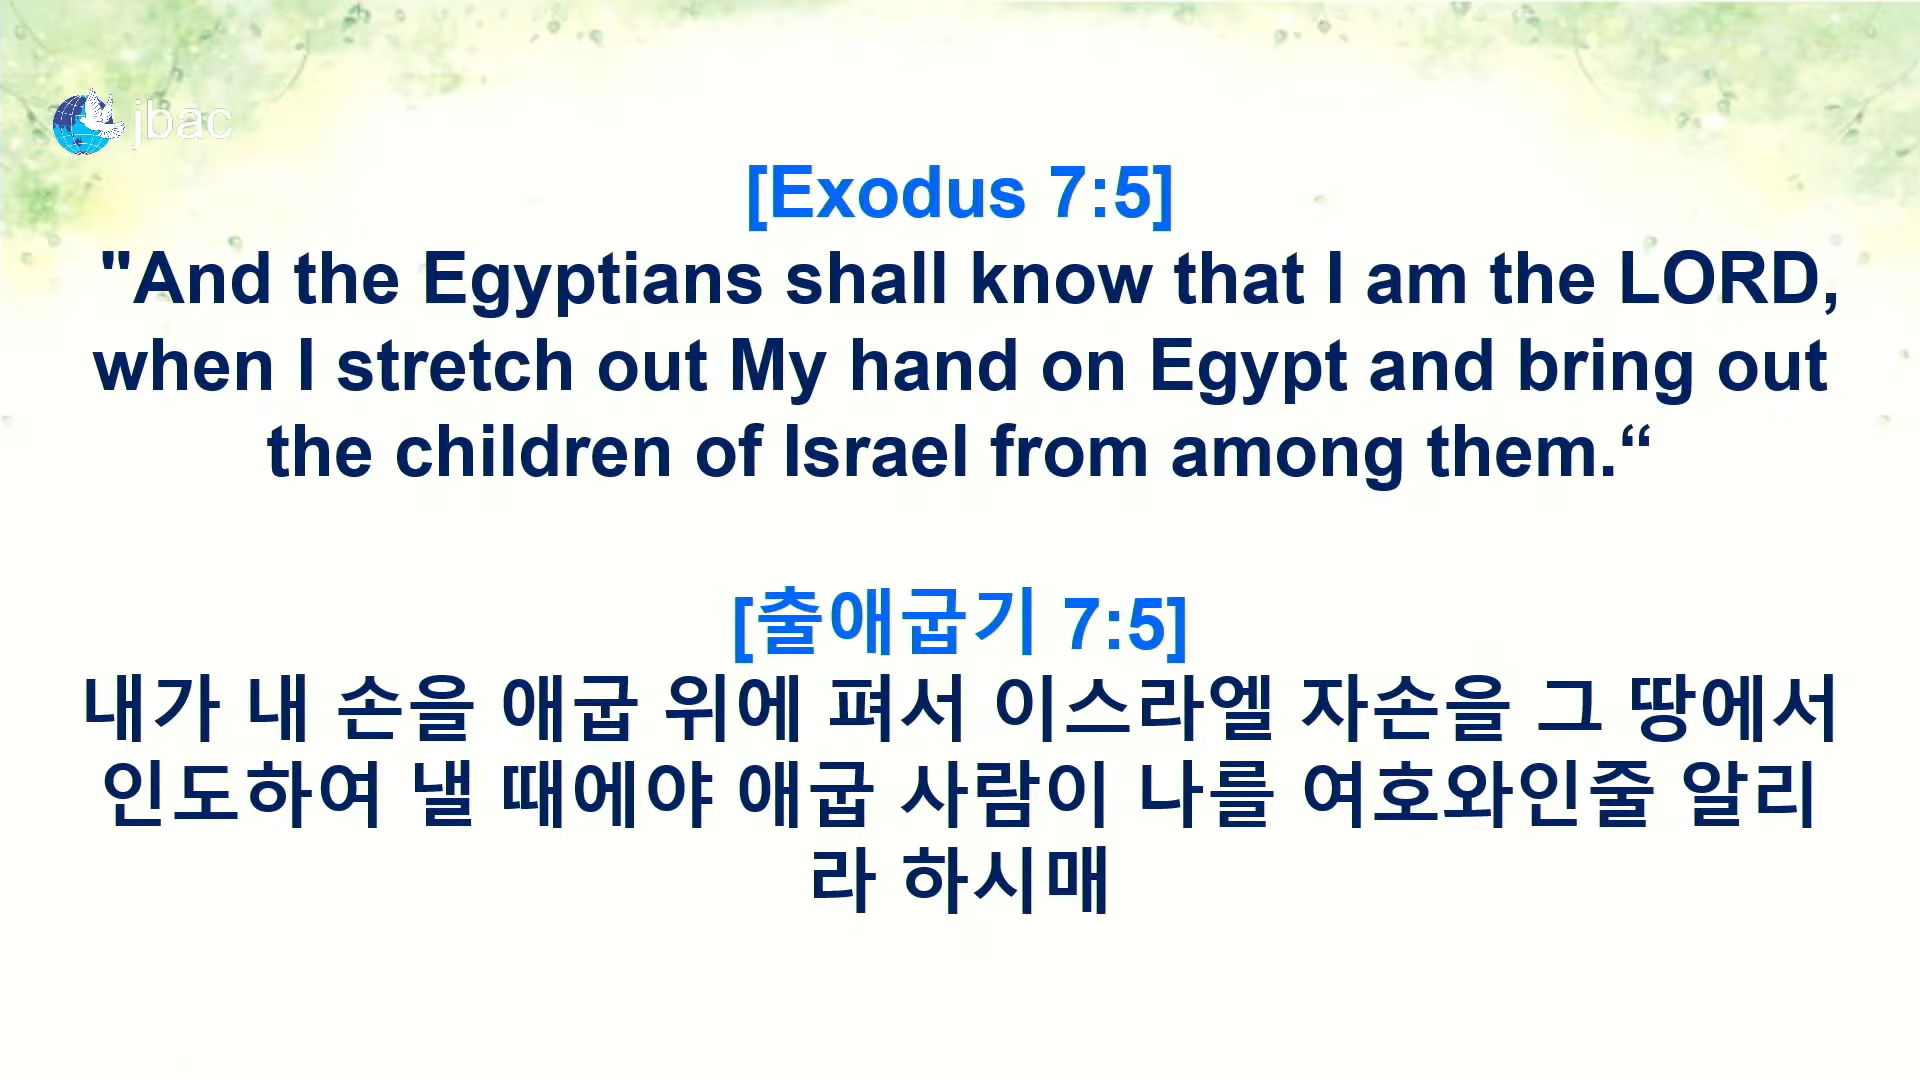 jbac
[Exodus 7:5]
"And the Egyptians shall know that I am the LORD,
when I stretch out My hand on Egypt and bring out
the children of Israel from among them.“
[출애굽기 7:5]
내가 내 손을 애굽 위에 펴서 이스라엘 자손을 그 땅에서
인도하여 낼 때에야 애굽 사람이 나를 여호와인줄 알리
라 하시매